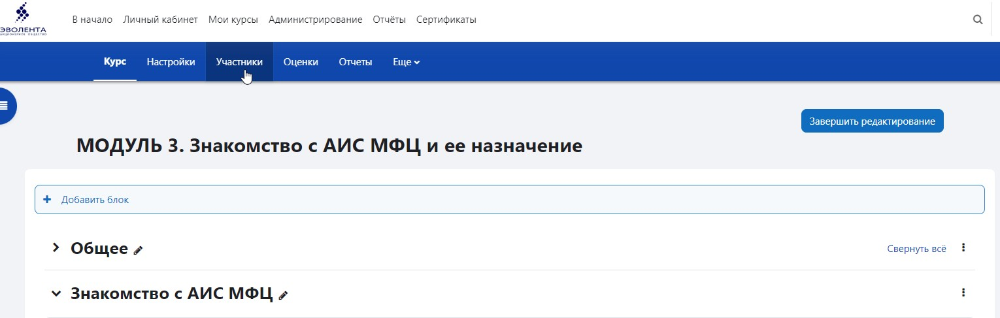 ЭВОЛЕНТА
АКЦИОНЕРНОЕ ОБЩЕСТВО
В начало Личный кабинет Мои курсы Администрирование Отчёты Сертификаты
Курс Настройки Участники Оценки Отчеты Еще
Завершить редактирование
МОДУЛЬ 3. Знакомство с АИС МФЦ и ее назначение
Добавить блок
Общее
Свернуть всё
Знакомство с АИС МФЦ